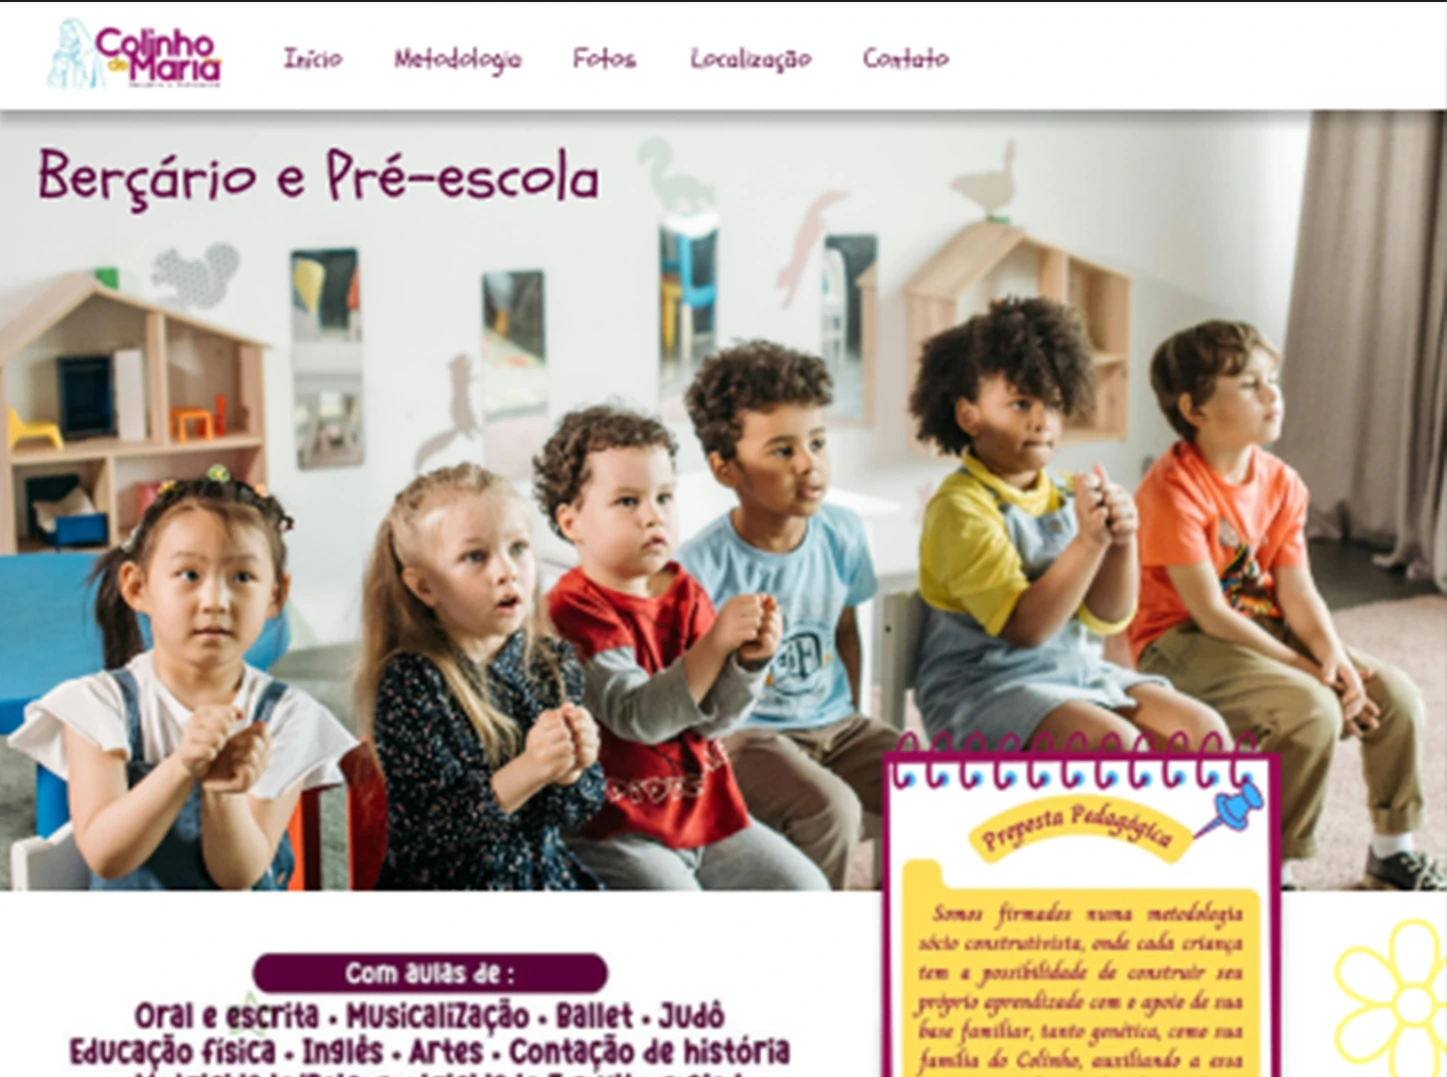 Colinho
de Maria
Início Metodologia Fotos Localização Contato
Berçário e Pré-escola
Proposta Pedagógica
Somos firmados numa metodologia
sócio construtivista, onde cada criança
tem a possibilidade de construir seu
próprio aprendizado com o apoio de sua
base familiar, tanto genética, como sua
família do Colinho, auxiliando a essa
Com aulas de :
Oral e escrita • Musicalização • Ballet • Judô
Educação física • Inglês • Artes • Contação de história